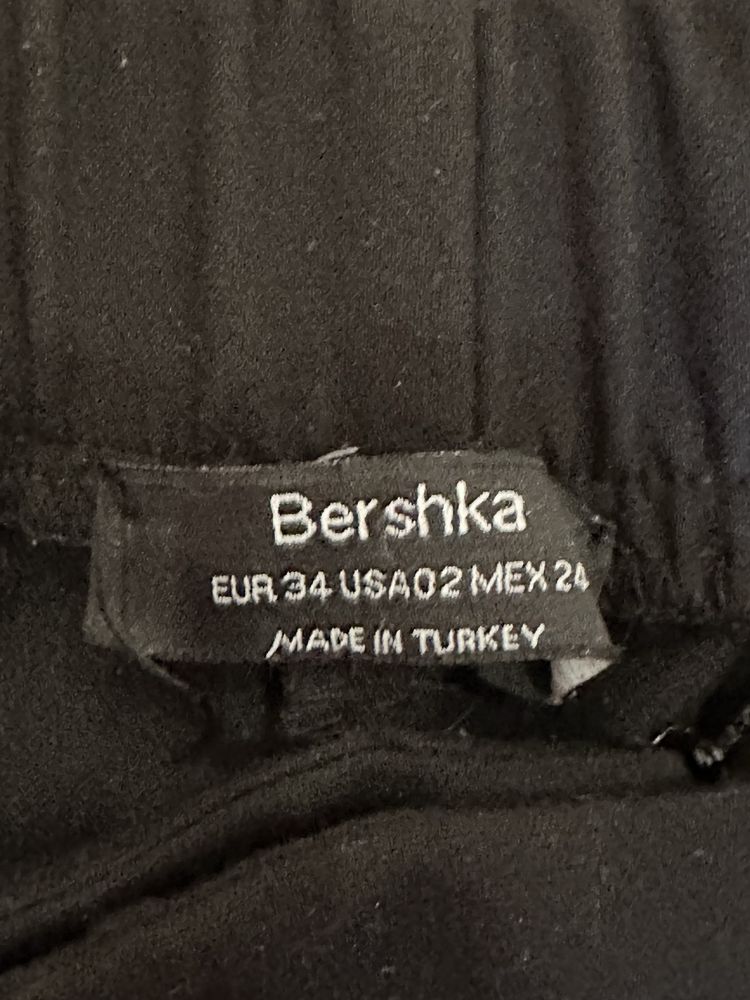 Bershka
EUR 34 USA 02 MEX 24
MADE IN TURKEY